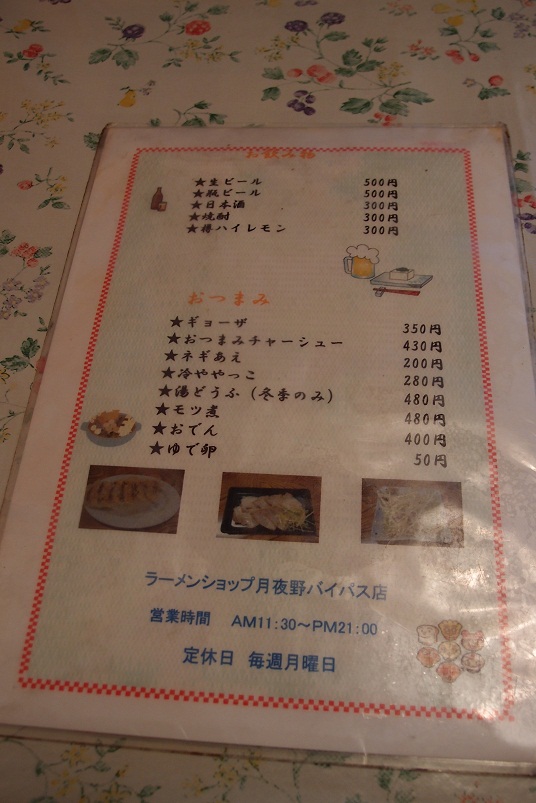 お飲み物
★生ビール 500円
★瓶ビール 500円
★日本酒 300円
★焼酎 300円
★樽ハイレモン 300円
おつまみ
★ギョーザ 350円
★おつまみチャーシュー 430円
★ネギあえ 200円
★冷ややっこ 280円
★湯どうふ（冬季のみ） 480円
★モツ煮 480円
★おでん 400円
★ゆで卵 50円
ラーメンショップ月夜野バイパス店
営業時間 AM11:30～PM21:00
定休日 毎週月曜日